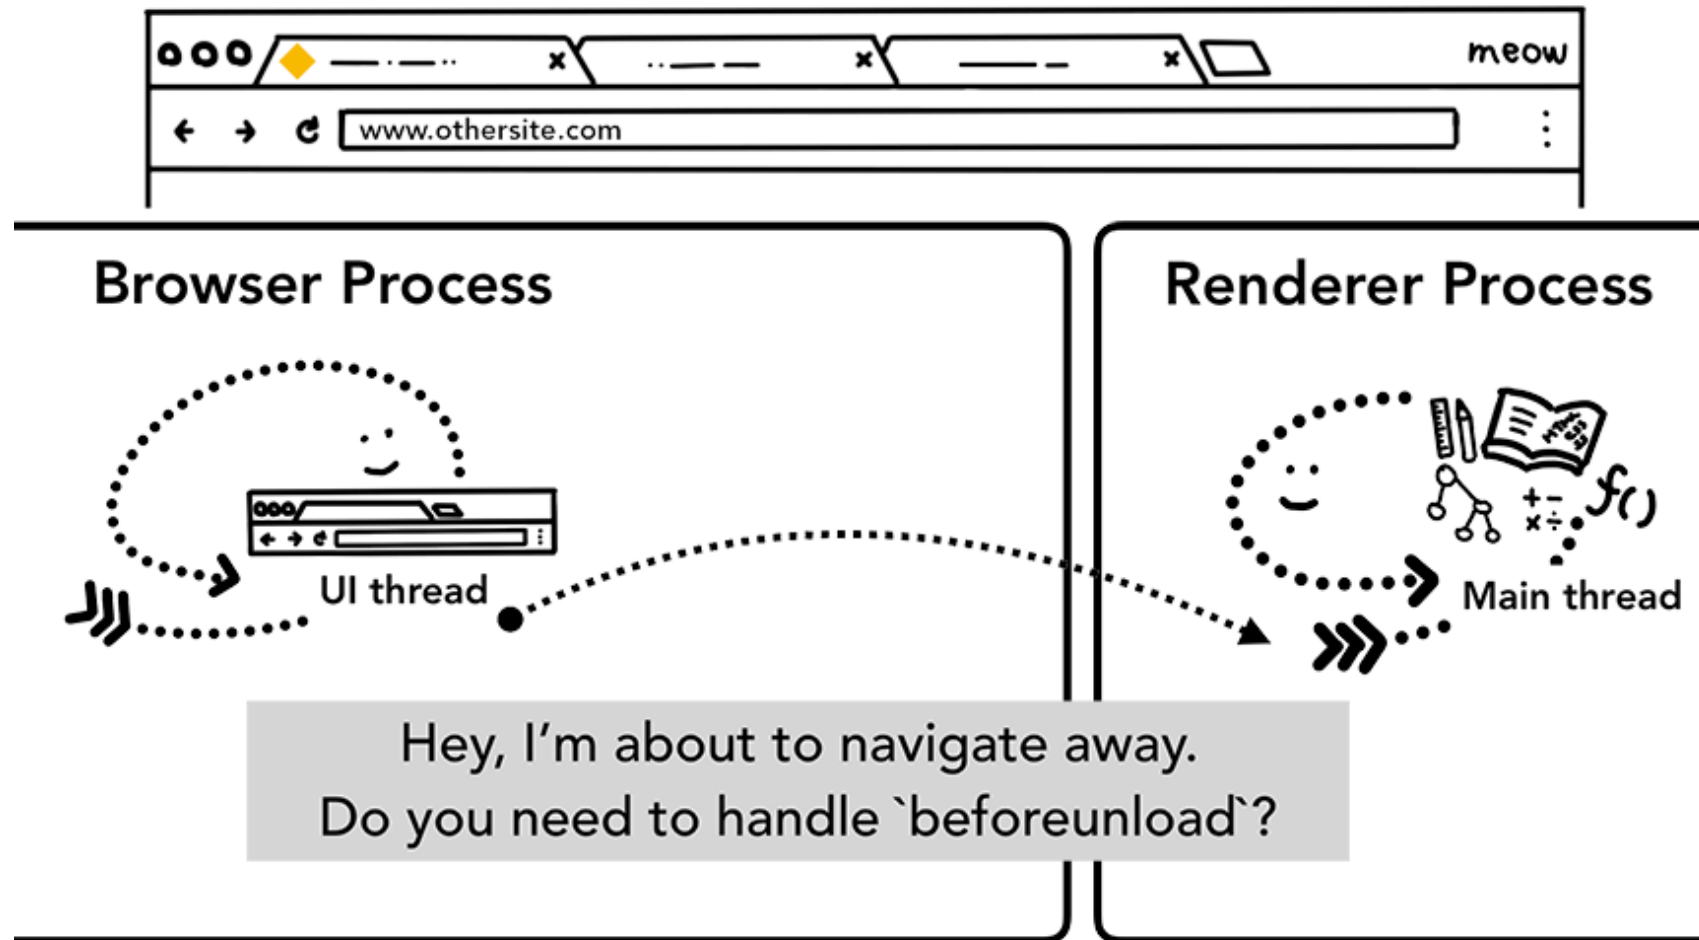 meow
www.othersite.com
Browser Process
Renderer Process
f()
UI thread
Main thread
Hey, I'm about to navigate away.
Do you need to handle `beforeunload`?